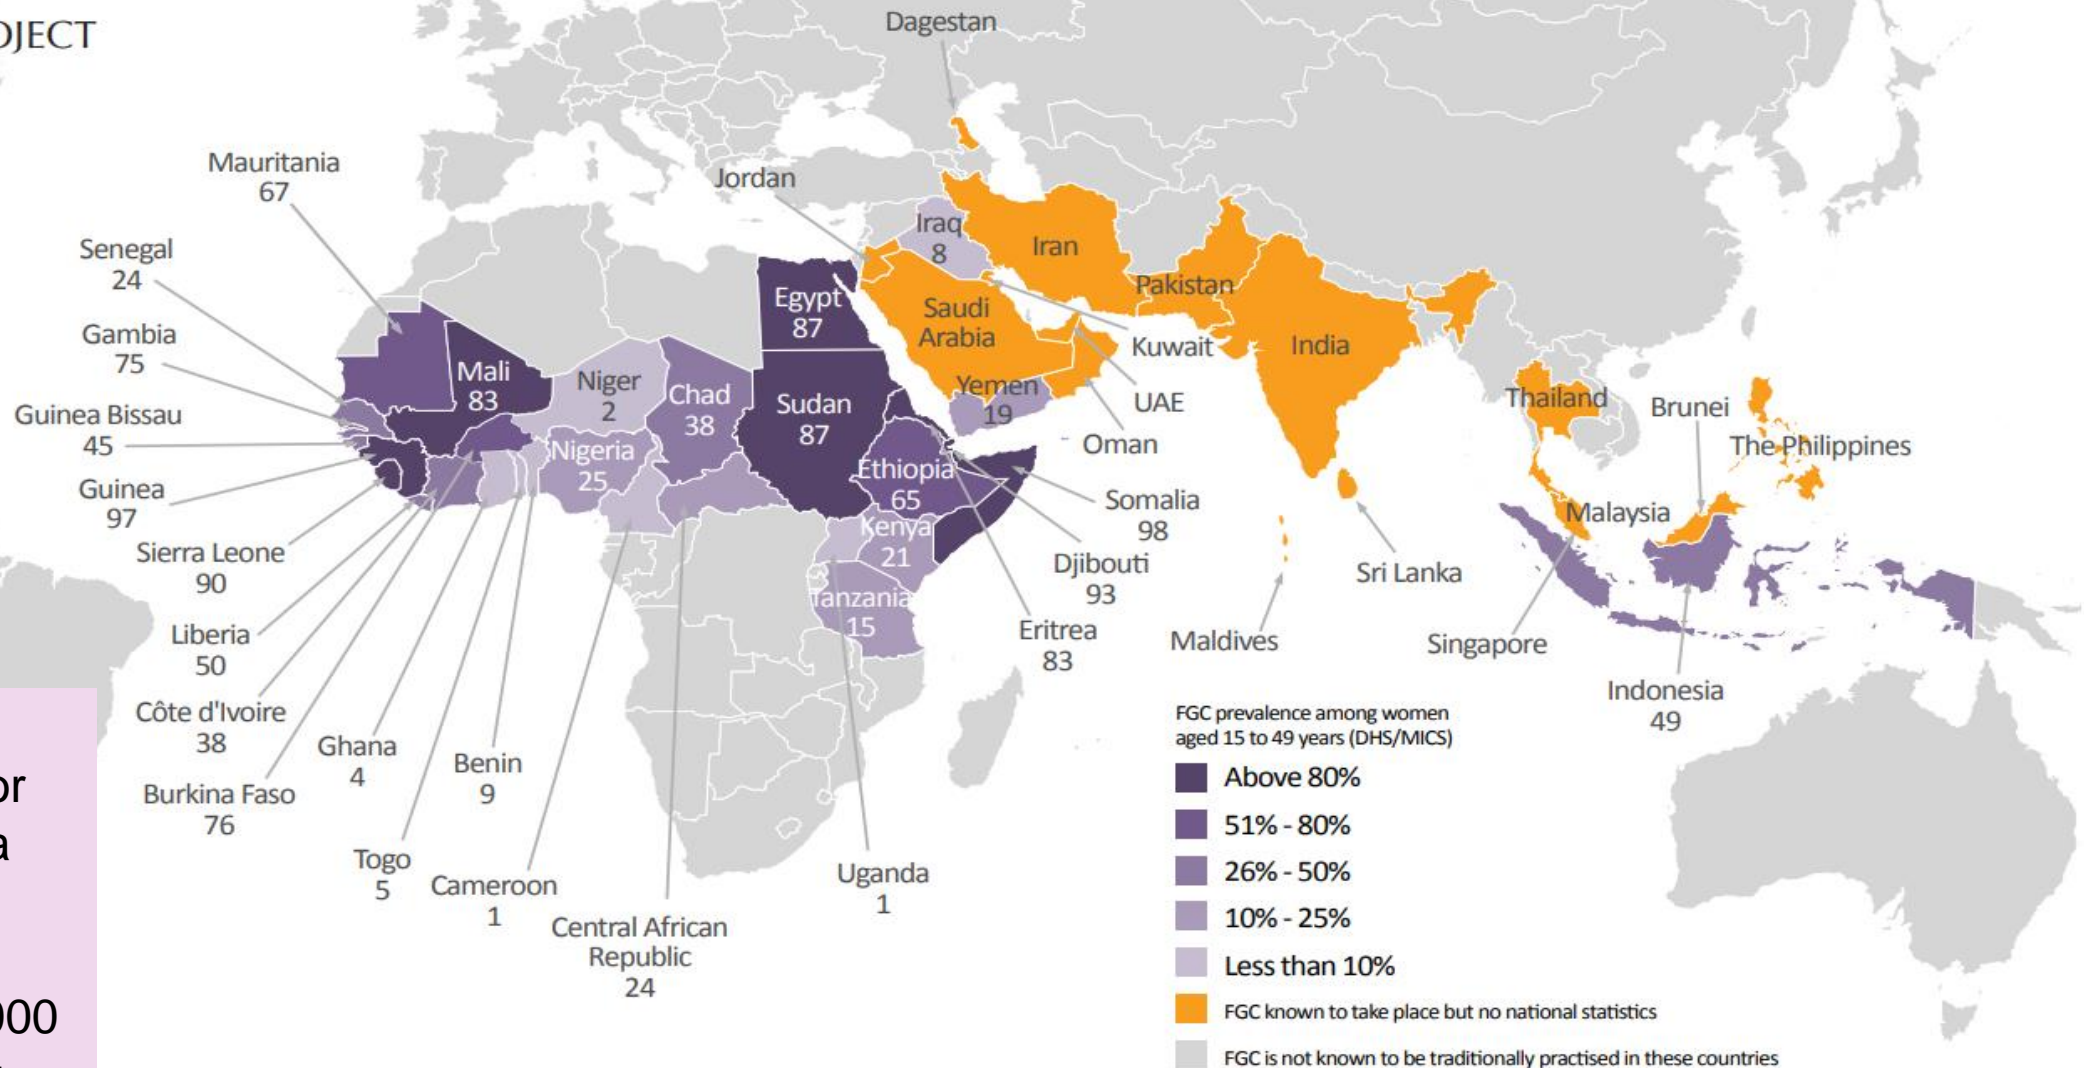 OJECT
Dagestan
Mauritania
67
Jordan
Senegal
24
Iraq
8
Iran
Gambia
75
Egypt
87
Saudi
Arabia
Pakistan
Kuwait
India
Guinea Bissau
45
Mali
83
Niger
2
Chad
38
Sudan
87
Yemen
19
UAE
Oman
Thailand
Brunei
The Philippines
Guinea
97
Nigeria
25
Ethiopia
65
Somalia
98
Malaysia
Sierra Leone
90
Kenya
21
Djibouti
93
Sri Lanka
Liberia
50
Tanzania
15
Eritrea
83
Maldives
Singapore
Indonesia
49
Côte d'Ivoire
38
Ghana
4
Benin
9
Burkina Faso
76
Togo
5
Cameroon
1
Central African
Republic
24
Uganda
1
FGC prevalence among women
aged 15 to 49 years (DHS/MICS)
Above 80%
51% - 80%
26% - 50%
10% - 25%
Less than 10%
FGC known to take place but no national statistics
FGC is not known to be traditionally practised in these countries
or
a
000